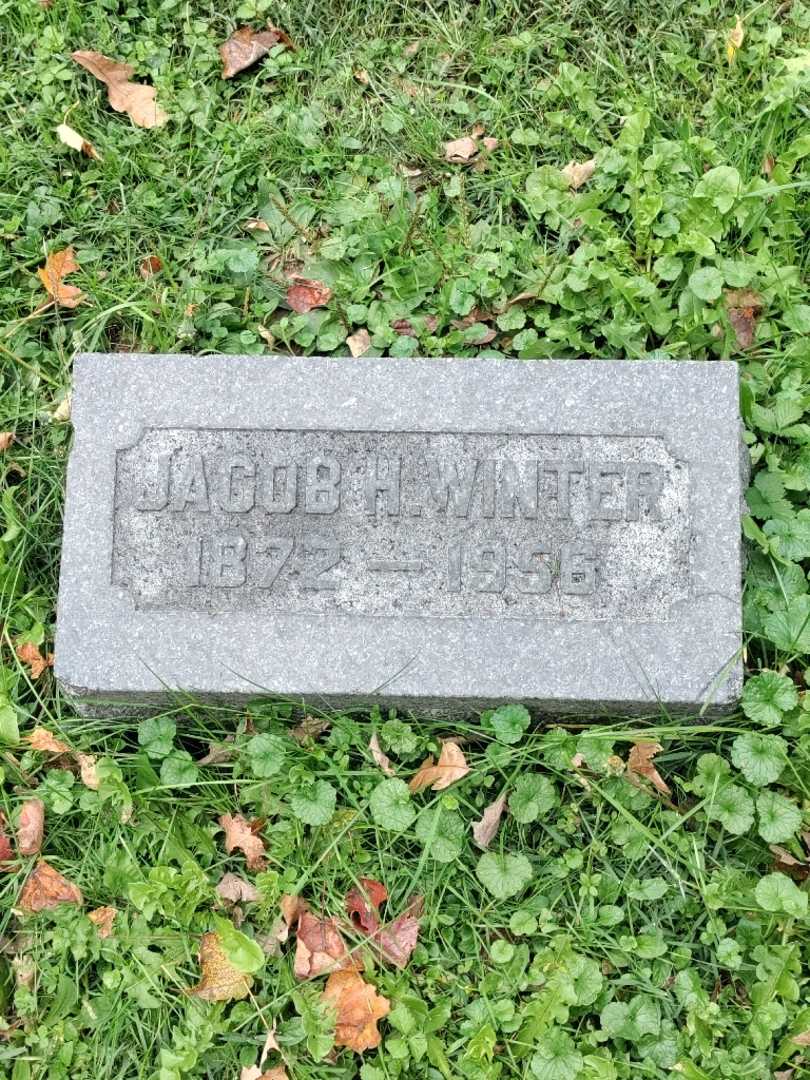 JACOB H. WINTER
1872 — 1956